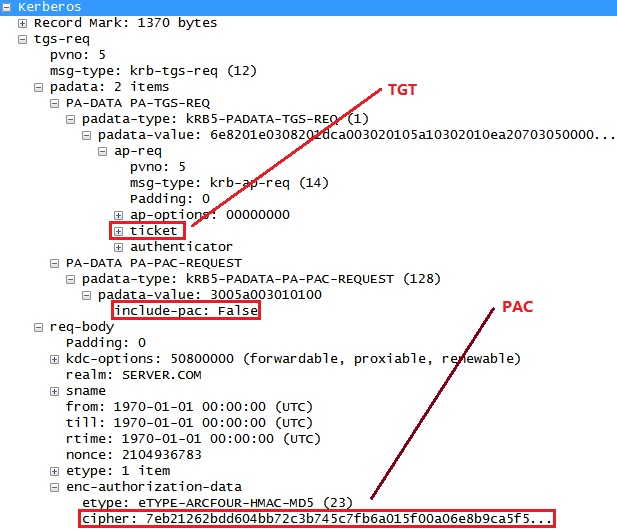 Kerberos
Record Mark: 1370 bytes
tgs-req
pvno: 5
msg-type: krb-tgs-req (12)
padata: 2 items
PA-DATA PA-TGS-REQ
padata-type: kRB5-PADATA-TGS-REQ (1)
padata-value: 6e8201e0308201dca003020105a10302010ea20703050000...
ap-req
pvno: 5
msg-type: krb-ap-req (14)
Padding: 0
ap-options: 00000000
ticket
authenticator
PA-DATA PA-PAC-REQUEST
padata-type: kRB5-PADATA-PA-PAC-REQUEST (128)
padata-value: 3005a003010100
include-pac: False
req-body
Padding: 0
kdc-options: 50800000 (forwardable, proxiable, renewable)
realm: SERVER.COM
sname
from: 1970-01-01 00:00:00 (UTC)
till: 1970-01-01 00:00:00 (UTC)
rtime: 1970-01-01 00:00:00 (UTC)
nonce: 2104936783
etype: 1 item
enc-authorization-data
etype: eTYPE-ARCFOUR-HMAC-MD5 (23)
cipher: 7eb21262bdd604bb72c3b745c7fb6a015f00a06e8b9ca5f5...
TGT
PAC